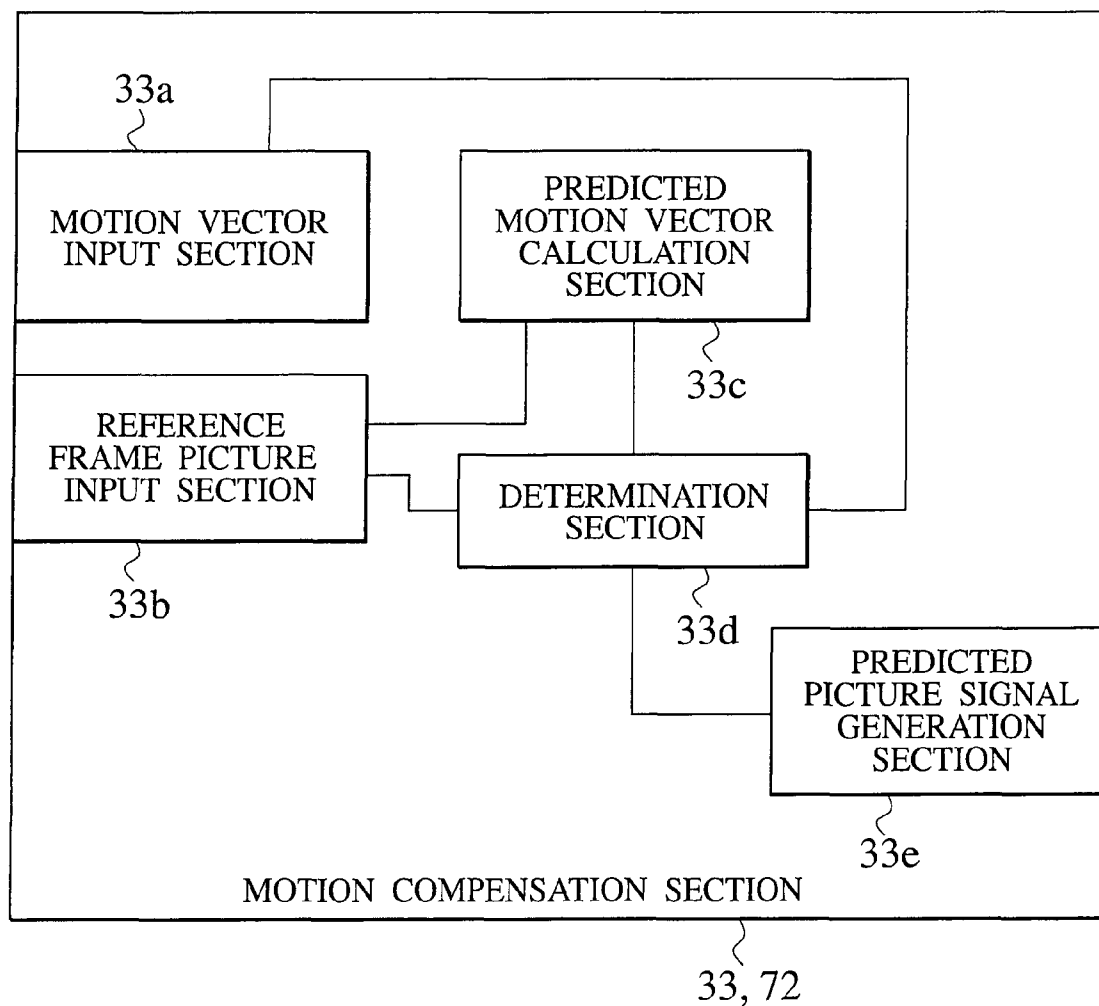 33a
MOTION VECTOR
INPUT SECTION
PREDICTED
MOTION VECTOR
CALCULATION
SECTION
33c
REFERENCE
FRAME PICTURE
INPUT SECTION
33b
DETERMINATION
SECTION
33d
PREDICTED
PICTURE SIGNAL
GENERATION
SECTION
33e
MOTION COMPENSATION SECTION
33, 72